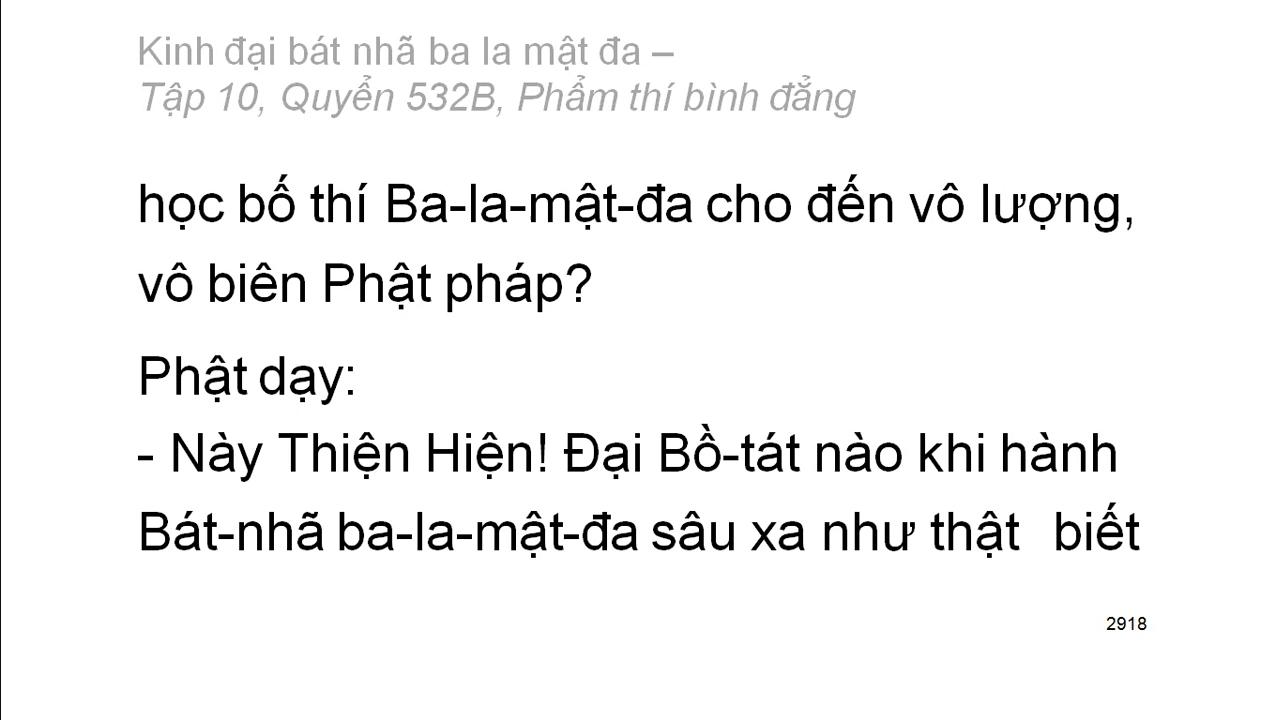 Kinh đại bát nhã ba la mật đa –
Tập 10, Quyển 532B, Phẩm thí bình đẳng
học bố thí Ba-la-mật-đa cho đến vô lượng,
vô biên Phật pháp?
Phật dạy:
- Này Thiện Hiện! Đại Bồ-tát nào khi hành
Bát-nhã ba-la-mật-đa sâu xa như thật biết
2918